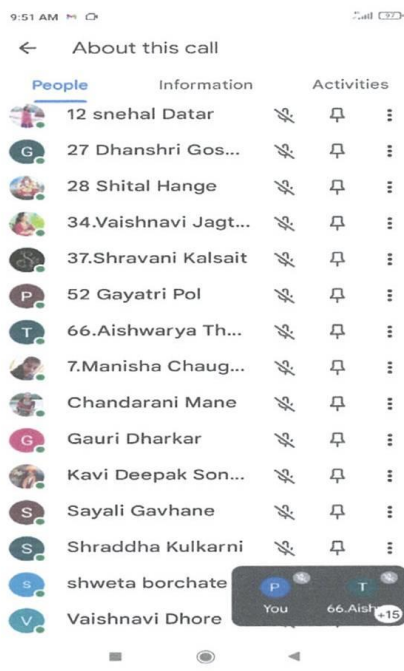 9:51 AM
97
About this call
People Information Activities
12 snehal Datar
G 27 Dhanshri Gos...
28 Shital Hange
34.Vaishnavi Jagt...
37.Shravani Kalsait
P 52 Gayatri Pol
T 66.Aishwarya Th...
7.Manisha Chaug...
Chandarani Mane
G Gauri Dharkar
Kavi Deepak Son...
S Sayali Gavhane
S Shraddha Kulkarni
s shweta borchate
V Vaishnavi Dhore
P T
You 66.Aish
+15